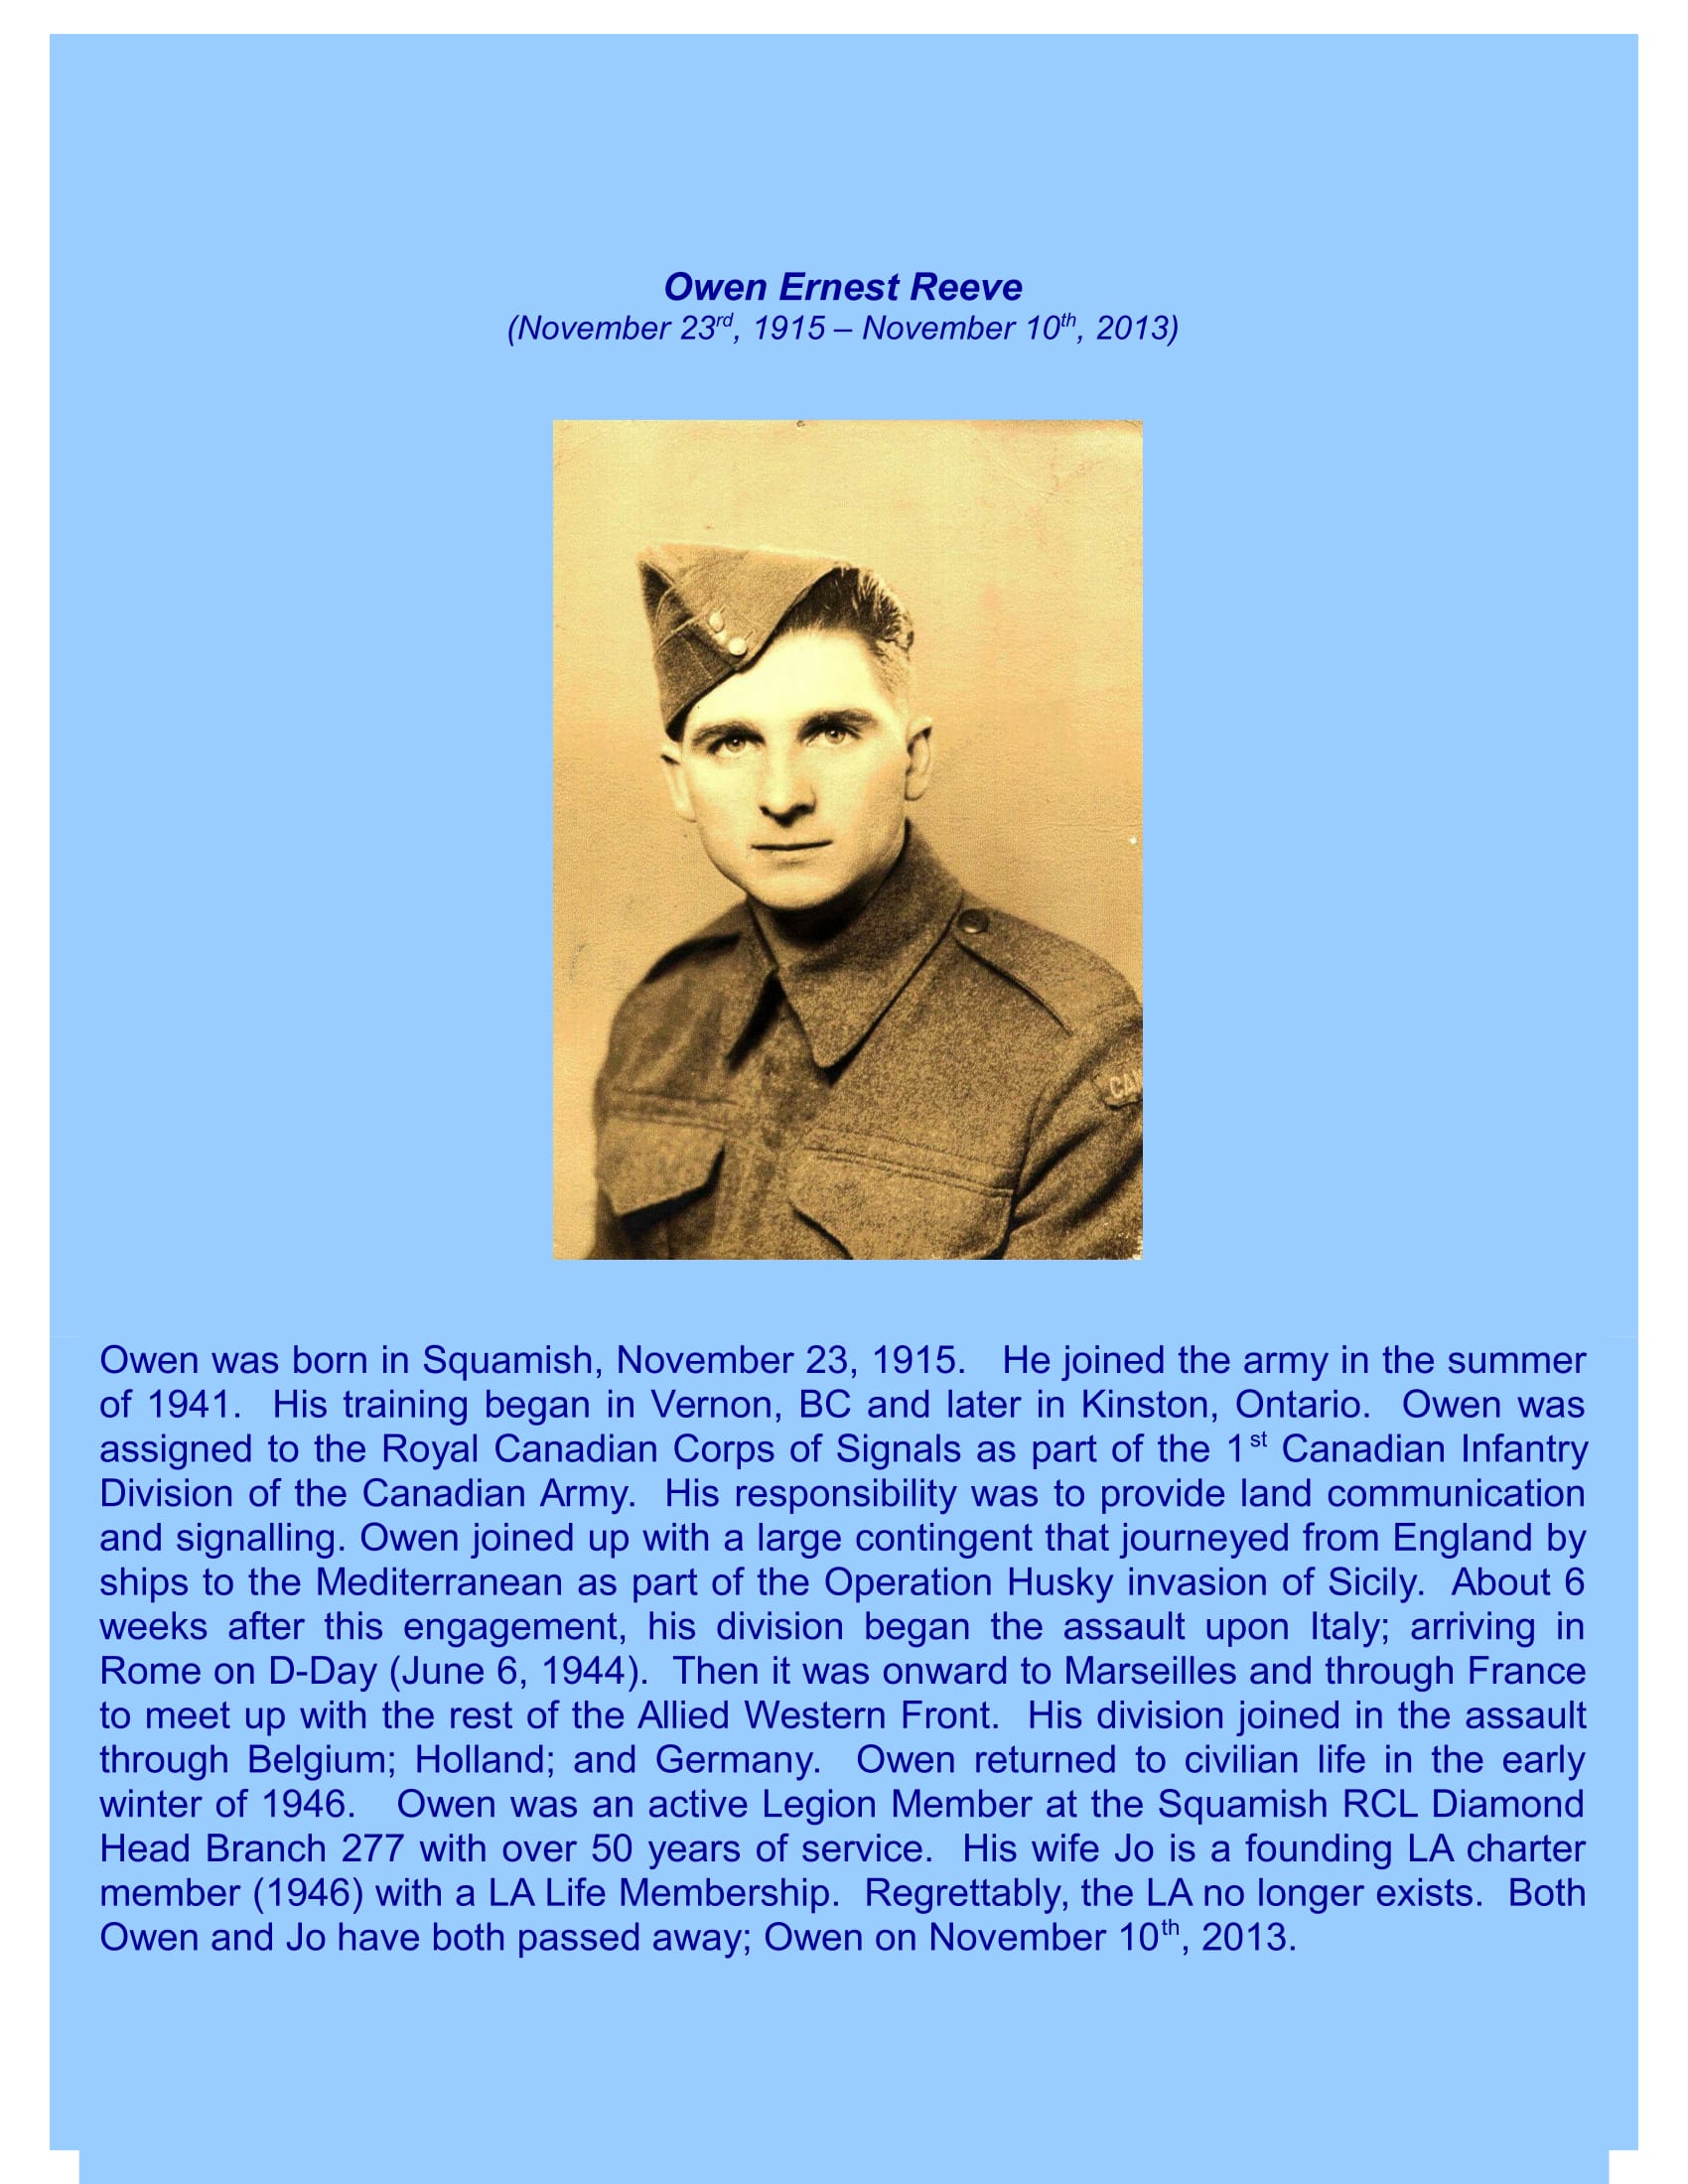 Owen Ernest Reeve
(November 23rd, 1915 – November 10th, 2013)
CAN
Owen was born in Squamish, November 23, 1915. He joined the army in the summer
of 1941. His training began in Vernon, BC and later in Kinston, Ontario. Owen was
assigned to the Royal Canadian Corps of Signals as part of the 1st Canadian Infantry
Division of the Canadian Army. His responsibility was to provide land communication
and signalling. Owen joined up with a large contingent that journeyed from England by
ships to the Mediterranean as part of the Operation Husky invasion of Sicily. About 6
weeks after this engagement, his division began the assault upon Italy; arriving in
Rome on D-Day (June 6, 1944). Then it was onward to Marseilles and through France
to meet up with the rest of the Allied Western Front. His division joined in the assault
through Belgium; Holland; and Germany. Owen returned to civilian life in the early
winter of 1946. Owen was an active Legion Member at the Squamish RCL Diamond
Head Branch 277 with over 50 years of service. His wife Jo is a founding LA charter
member (1946) with a LA Life Membership. Regrettably, the LA no longer exists. Both
Owen and Jo have both passed away; Owen on November 10th, 2013.